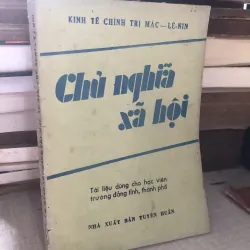 KINH TẾ CHÍNH TRỊ MÁC — LÊ-NIN
Chủ nghĩa
xã hội
Tài liệu dùng cho học viên
trường đảng tỉnh, thành phố
NHÀ XUẤT BẢN TUYÊN HUẤN